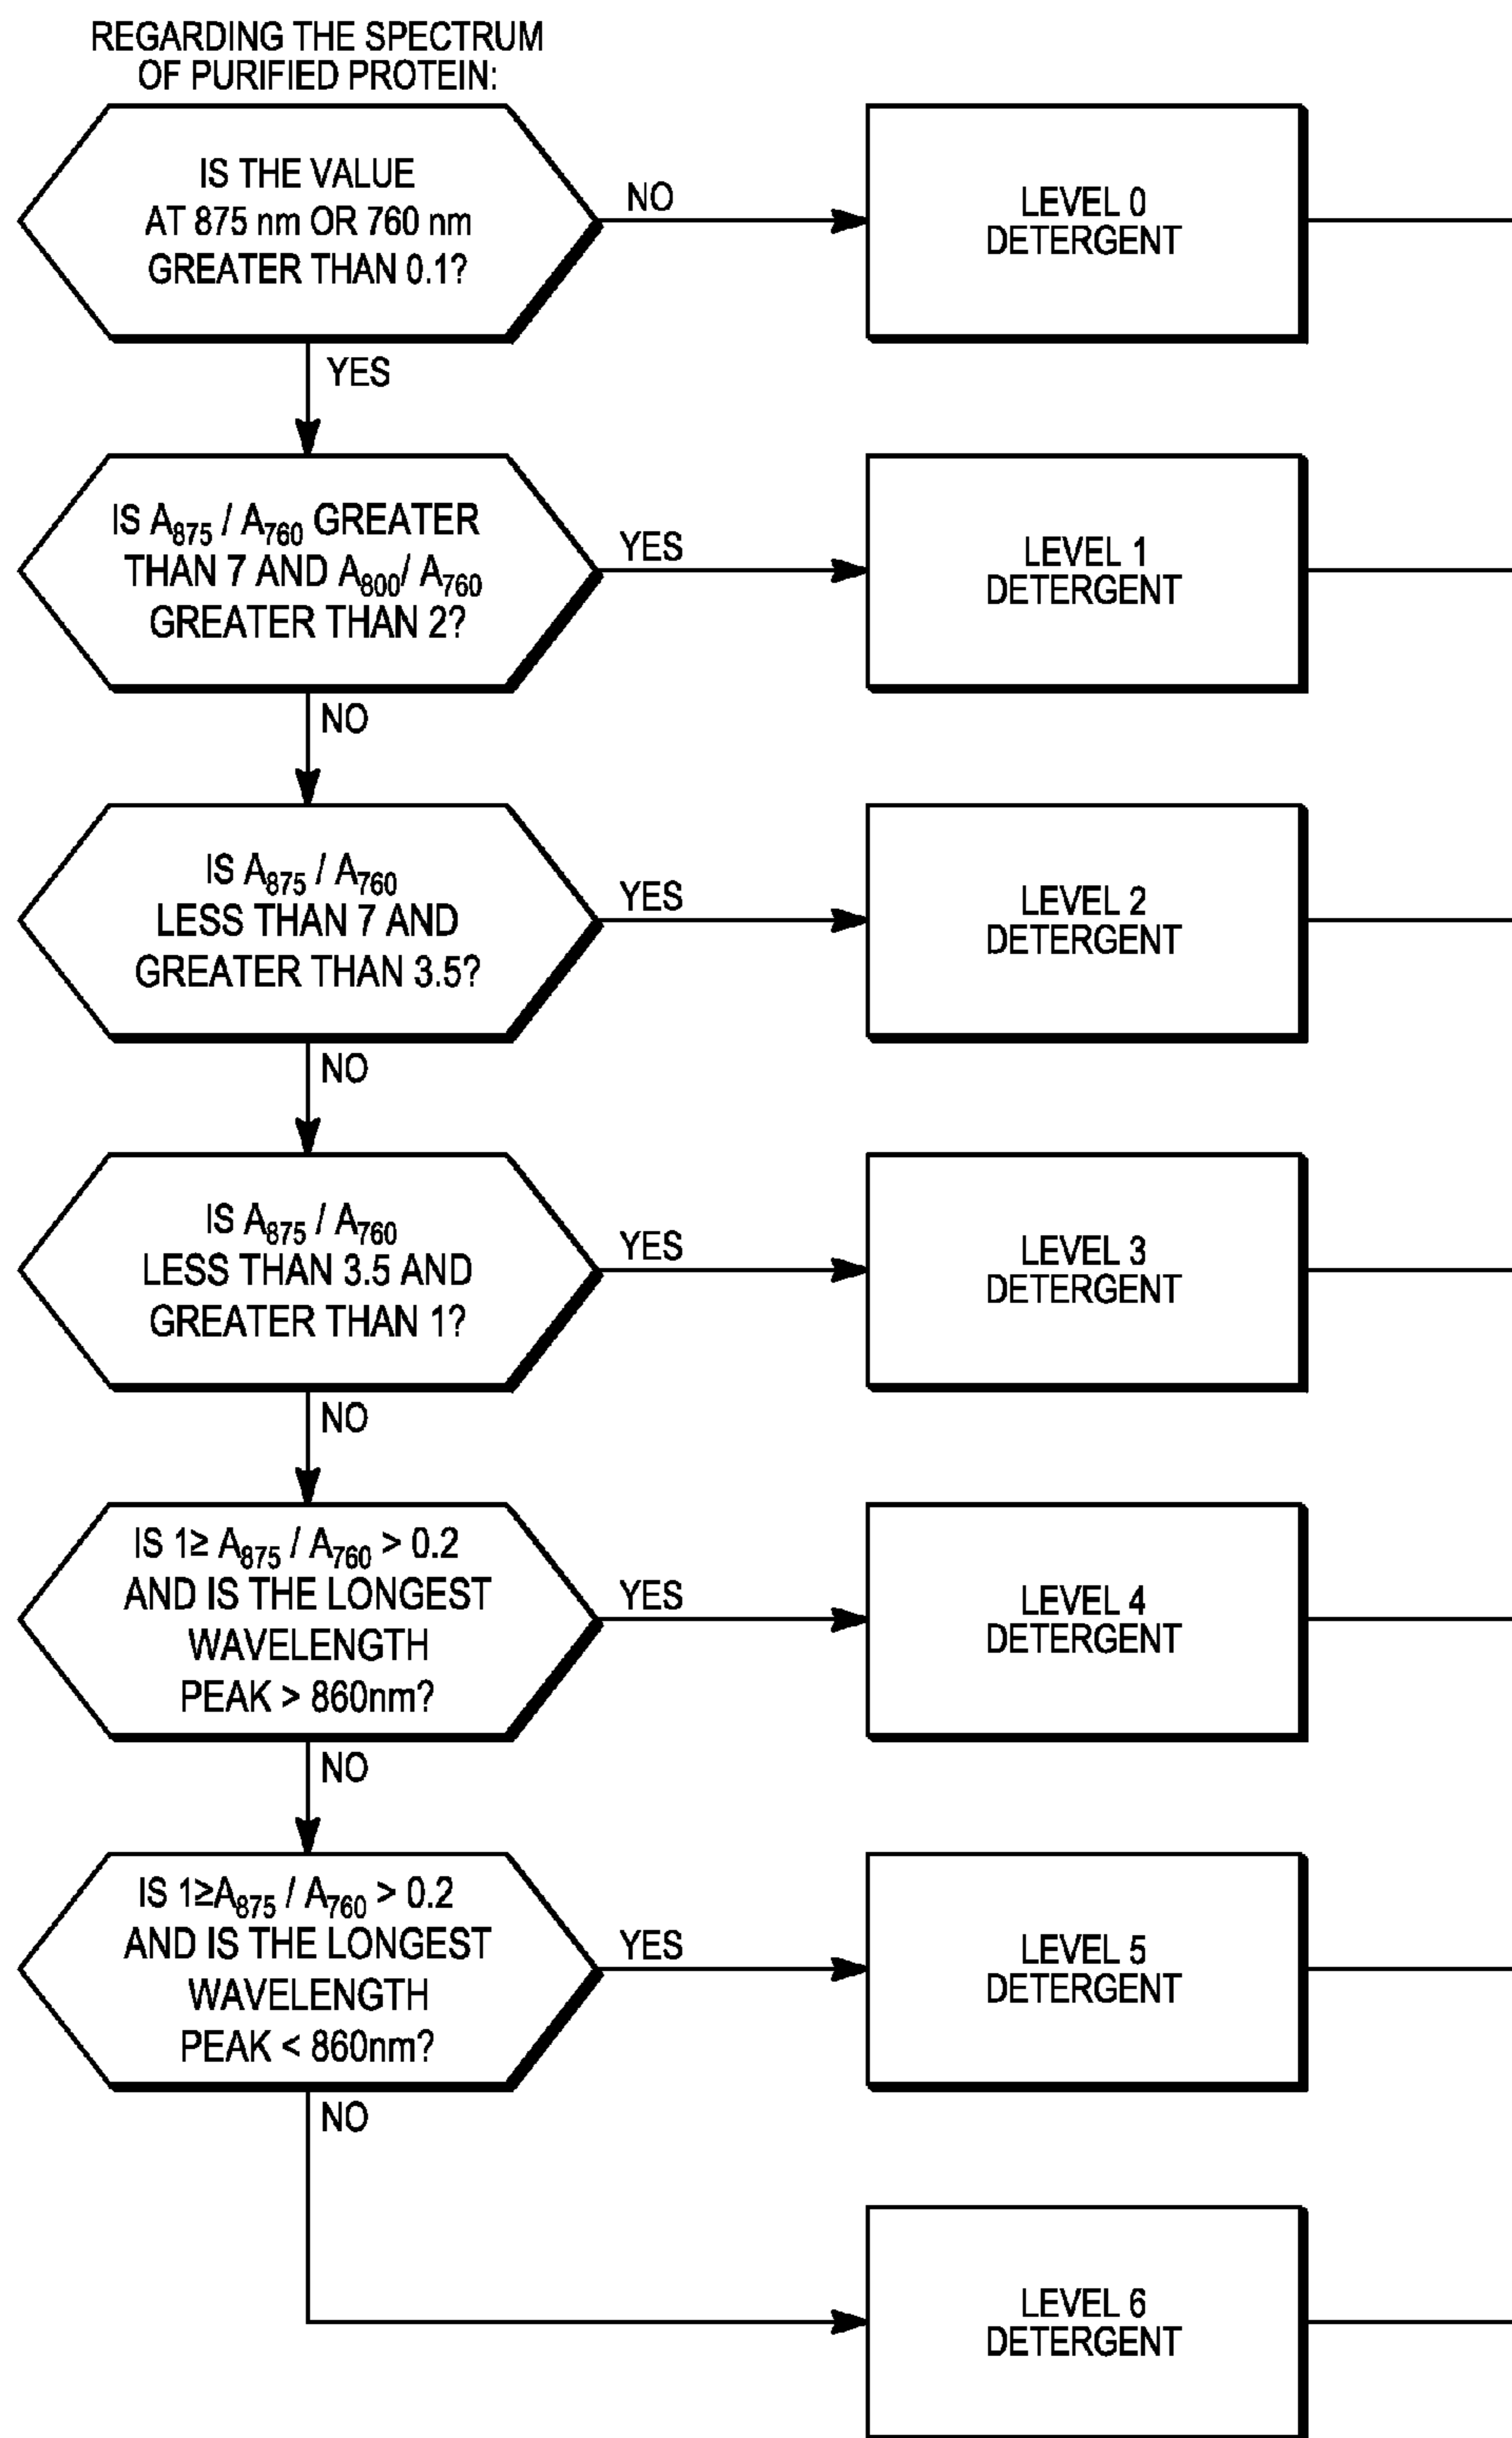 REGARDING THE SPECTRUM
OF PURIFIED PROTEIN:
IS THE VALUE
AT 875 nm OR 760 nm
GREATER THAN 0.1?
NO
LEVEL 0
DETERGENT
YES
IS A875 / A760 GREATER
THAN 7 AND A800/ A760
GREATER THAN 2?
YES
LEVEL 1
DETERGENT
NO
IS A875 / A760
LESS THAN 7 AND
GREATER THAN 3.5?
YES
LEVEL 2
DETERGENT
NO
IS A875 / A760
LESS THAN 3.5 AND
GREATER THAN 1?
YES
LEVEL 3
DETERGENT
NO
IS 1≥ A875 / A760 > 0.2
AND IS THE LONGEST
WAVELENGTH
PEAK > 860nm?
YES
LEVEL 4
DETERGENT
NO
IS 1≥A875 / A760 > 0.2
AND IS THE LONGEST
WAVELENGTH
PEAK < 860nm?
YES
LEVEL 5
DETERGENT
NO
LEVEL 6
DETERGENT